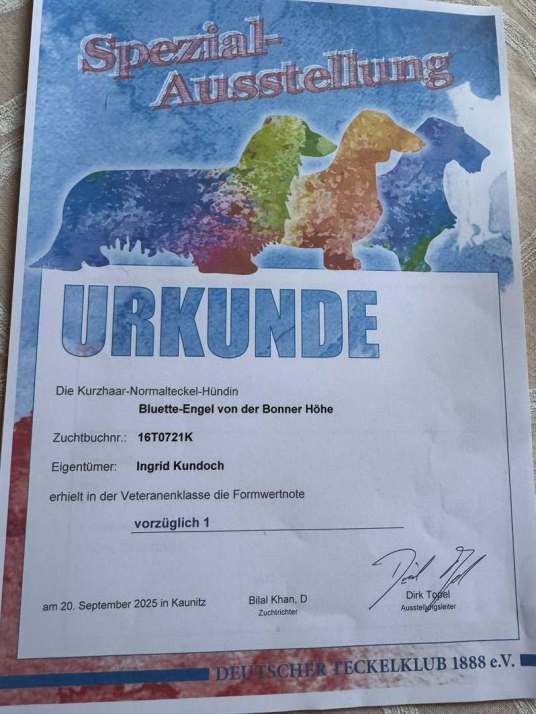 Spezial-
Ausstellung
URKUNDE
Die Kurzhaar-Normalteckel-Hündin
Bluette-Engel von der Bonner Höhe
Zuchtbuchnr.: 16T0721K
Eigentümer: Ingrid Kundoch
erhielt in der Veteranenklasse die Formwertnote
vorzüglich 1
am 20. September 2025 in Kaunitz
Bilal Khan, D
Zuchtrichter
Dirk Topel
Ausstellungsleiter
DEUTSCHER TECKELKLUB 1888 e.V.